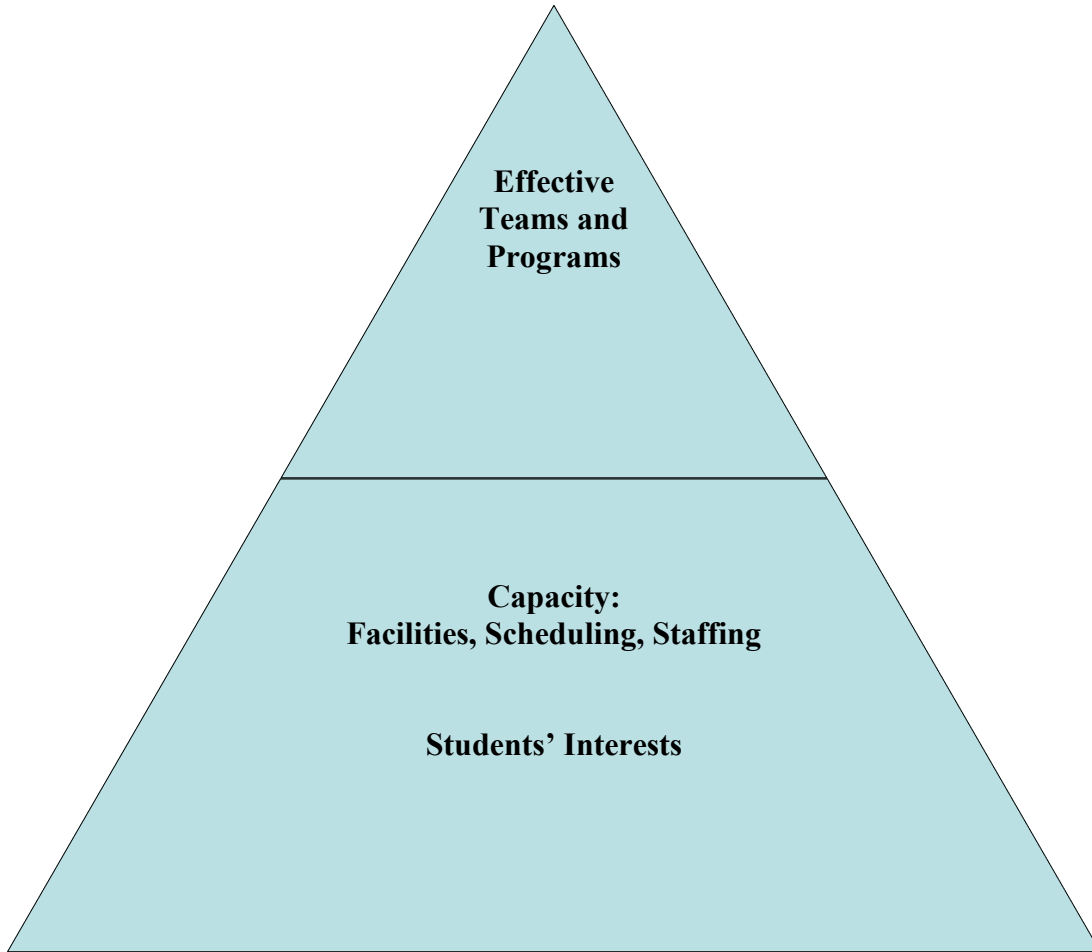 Effective
Teams and
Programs
Capacity:
Facilities, Scheduling, Staffing
Students’ Interests